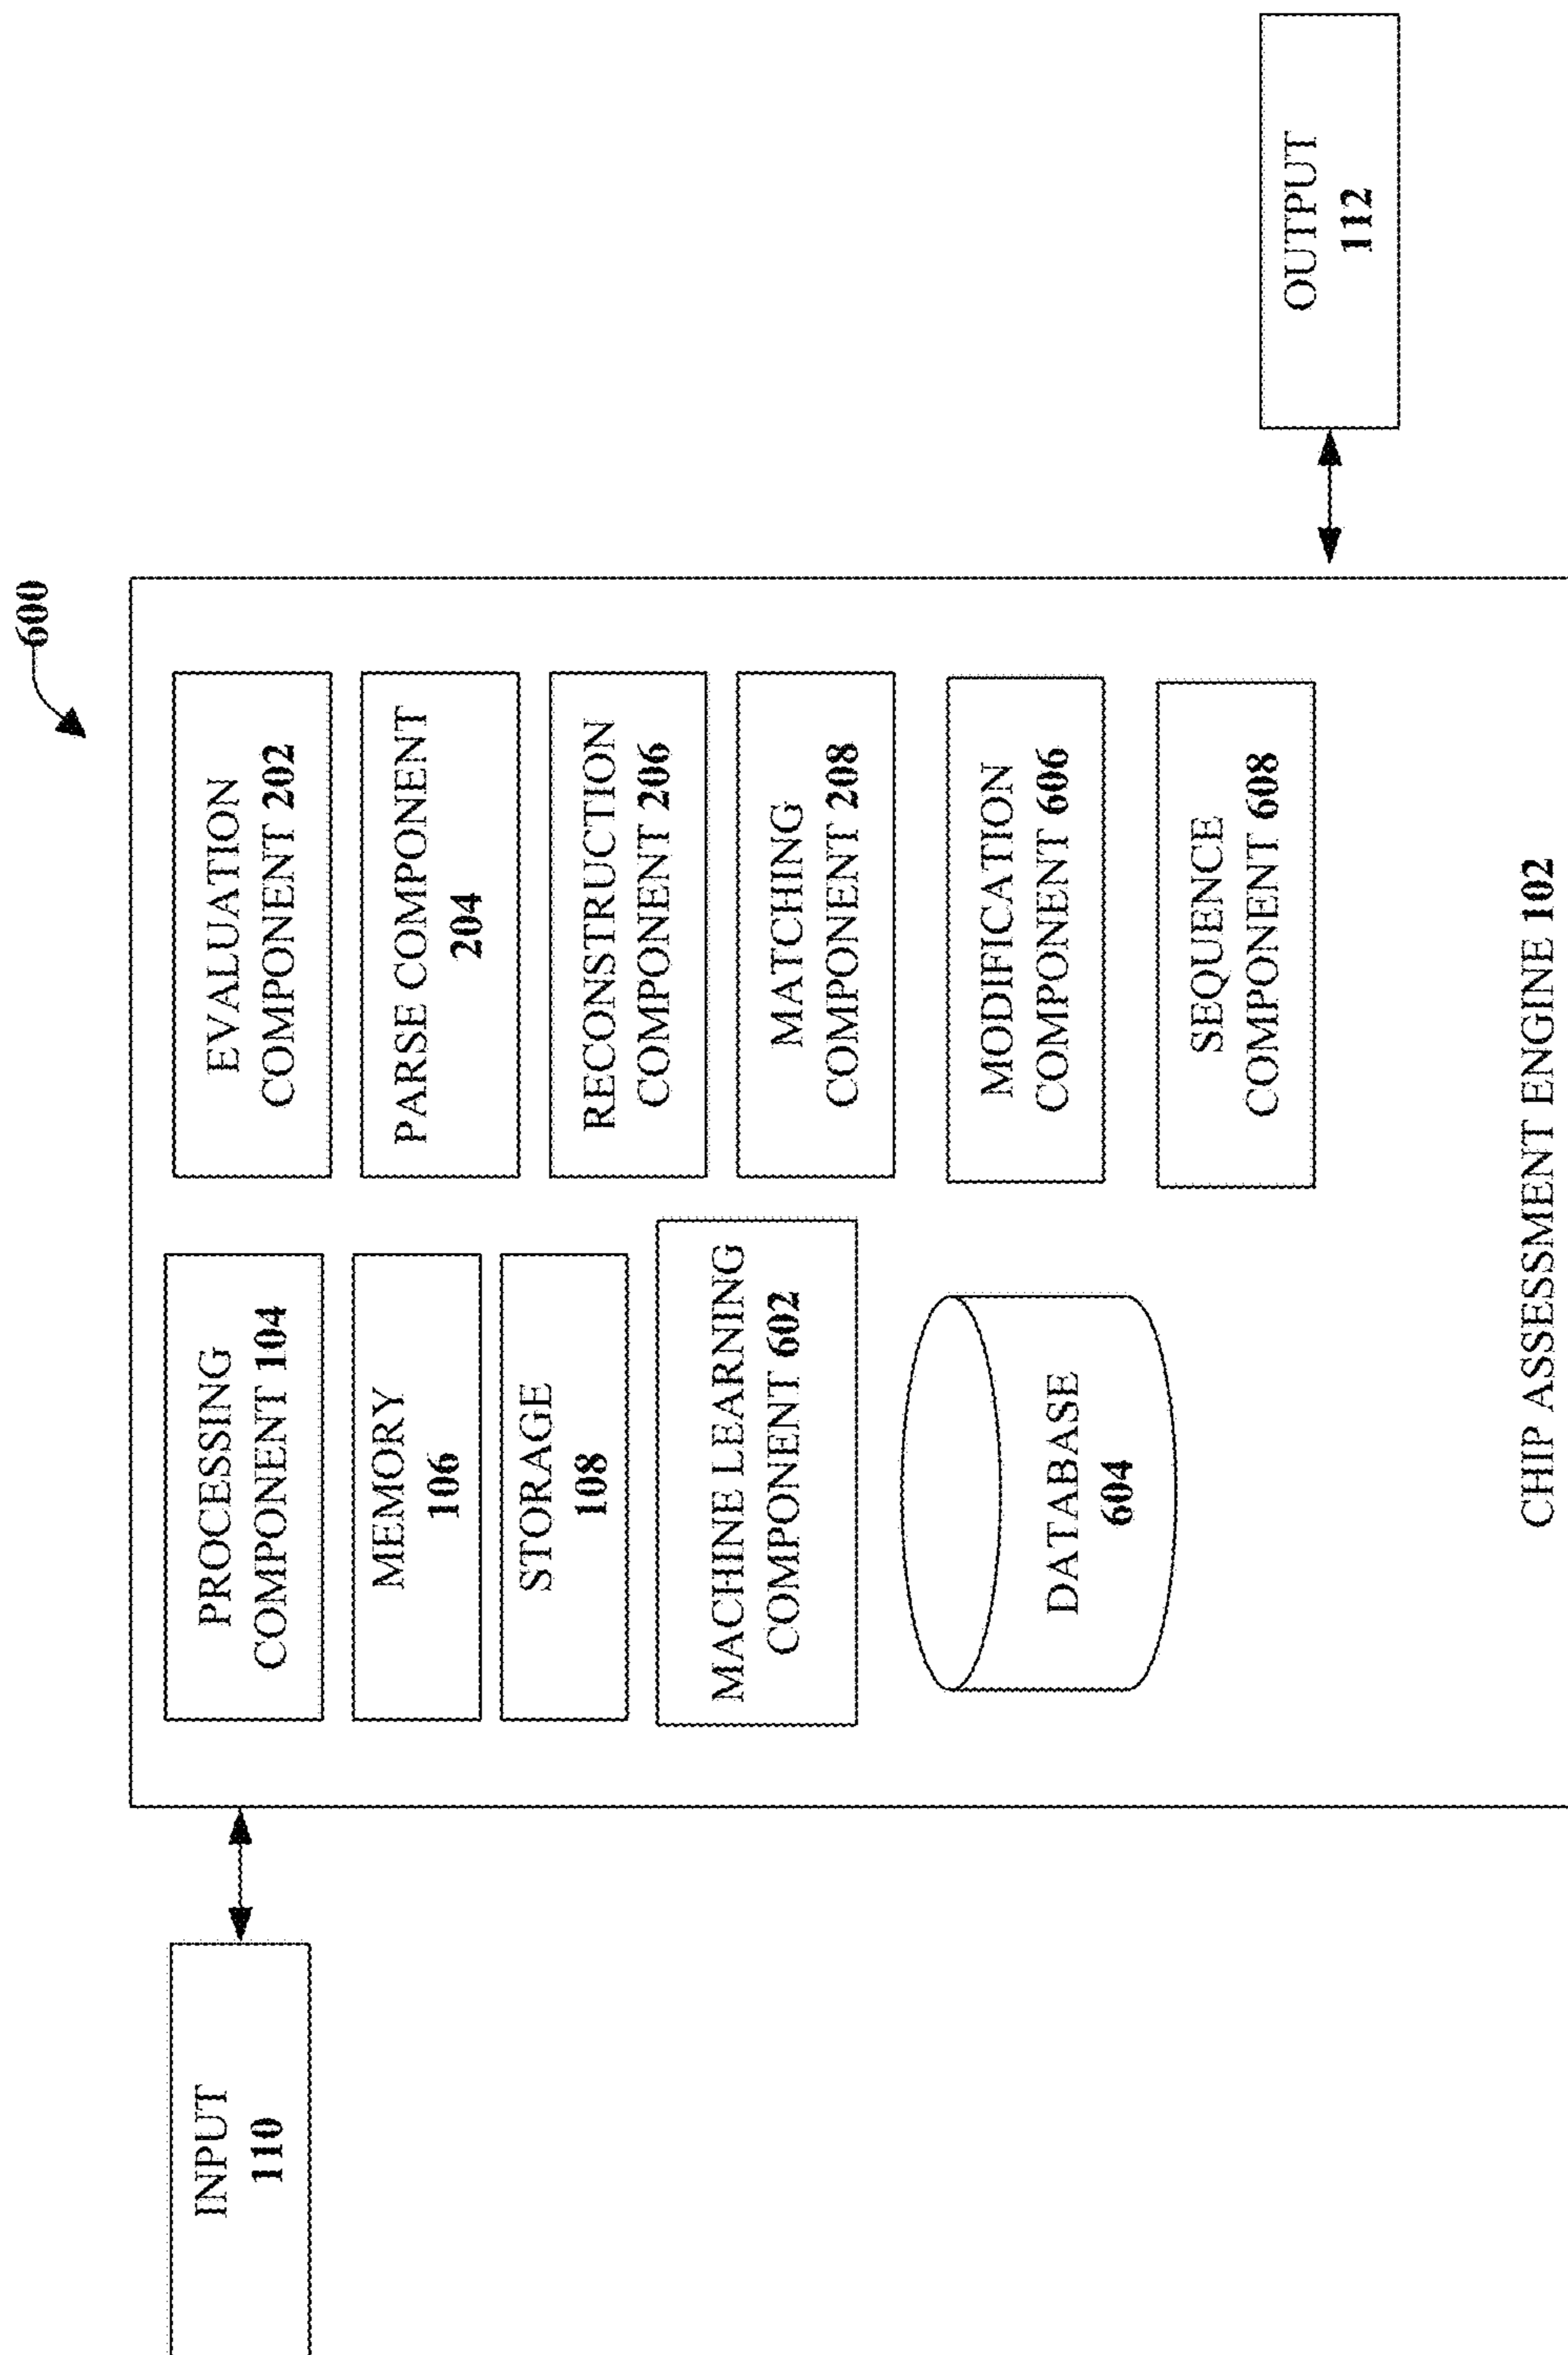 600
INPUT
110
PROCESSING
COMPONENT 104
MEMORY
106
STORAGE
108
MACHINE LEARNING
COMPONENT 602
DATABASE
604
EVALUATION
COMPONENT 202
PARSE COMPONENT
204
RECONSTRUCTION
COMPONENT 206
MATCHING
COMPONENT 208
MODIFICATION
COMPONENT 606
SEQUENCE
COMPONENT 608
CHIP ASSESSMENT ENGINE 102
OUTPUT
112